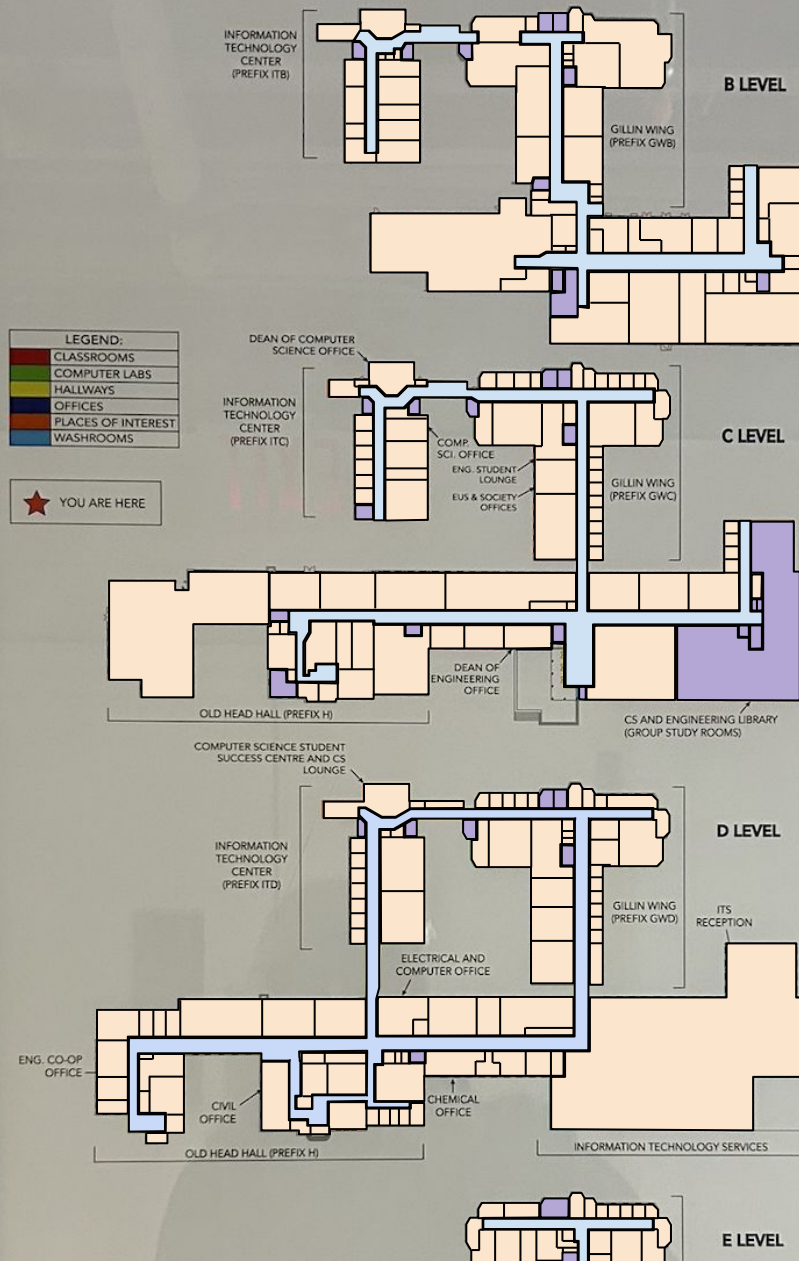 INFORMATION
TECHNOLOGY
CENTER
(PREFIX ITB)
B LEVEL
GILLIN WING
(PREFIX GWB)
LEGEND:
CLASSROOMS
COMPUTER LABS
HALLWAYS
OFFICES
PLACES OF INTEREST
WASHROOMS
YOU ARE HERE
DEAN OF COMPUTER
SCIENCE OFFICE
INFORMATION
TECHNOLOGY
CENTER
(PREFIX ITC)
C LEVEL
COMP.
SCI. OFFICE
ENG. STUDENT
LOUNGE
EUS & SOCIETY
OFFICES
GILLIN WING
(PREFIX GWC)
DEAN OF
ENGINEERING
OFFICE
OLD HEAD HALL (PREFIX H)
CS AND ENGINEERING LIBRARY
(GROUP STUDY ROOMS)
COMPUTER SCIENCE STUDENT
SUCCESS CENTRE AND CS
LOUNGE
D LEVEL
INFORMATION
TECHNOLOGY
CENTER
(PREFIX ITD)
GILLIN WING
(PREFIX GWD)
ITS
RECEPTION
ELECTRICAL AND
COMPUTER OFFICE
ENG. CO-OP
OFFICE
CIVIL
OFFICE
CHEMICAL
OFFICE
OLD HEAD HALL (PREFIX H)
INFORMATION TECHNOLOGY SERVICES
E LEVEL